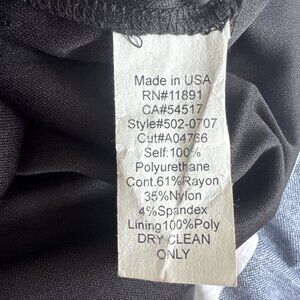 Made in USA
RN#11891
CA#54517
Style#502-0707
Cut#A04766
Self:100%
Polyurethane
Cont.61%Rayon
35%Nylon
4%Spandex
Lining100%Poly
DRY CLEAN
ONLY